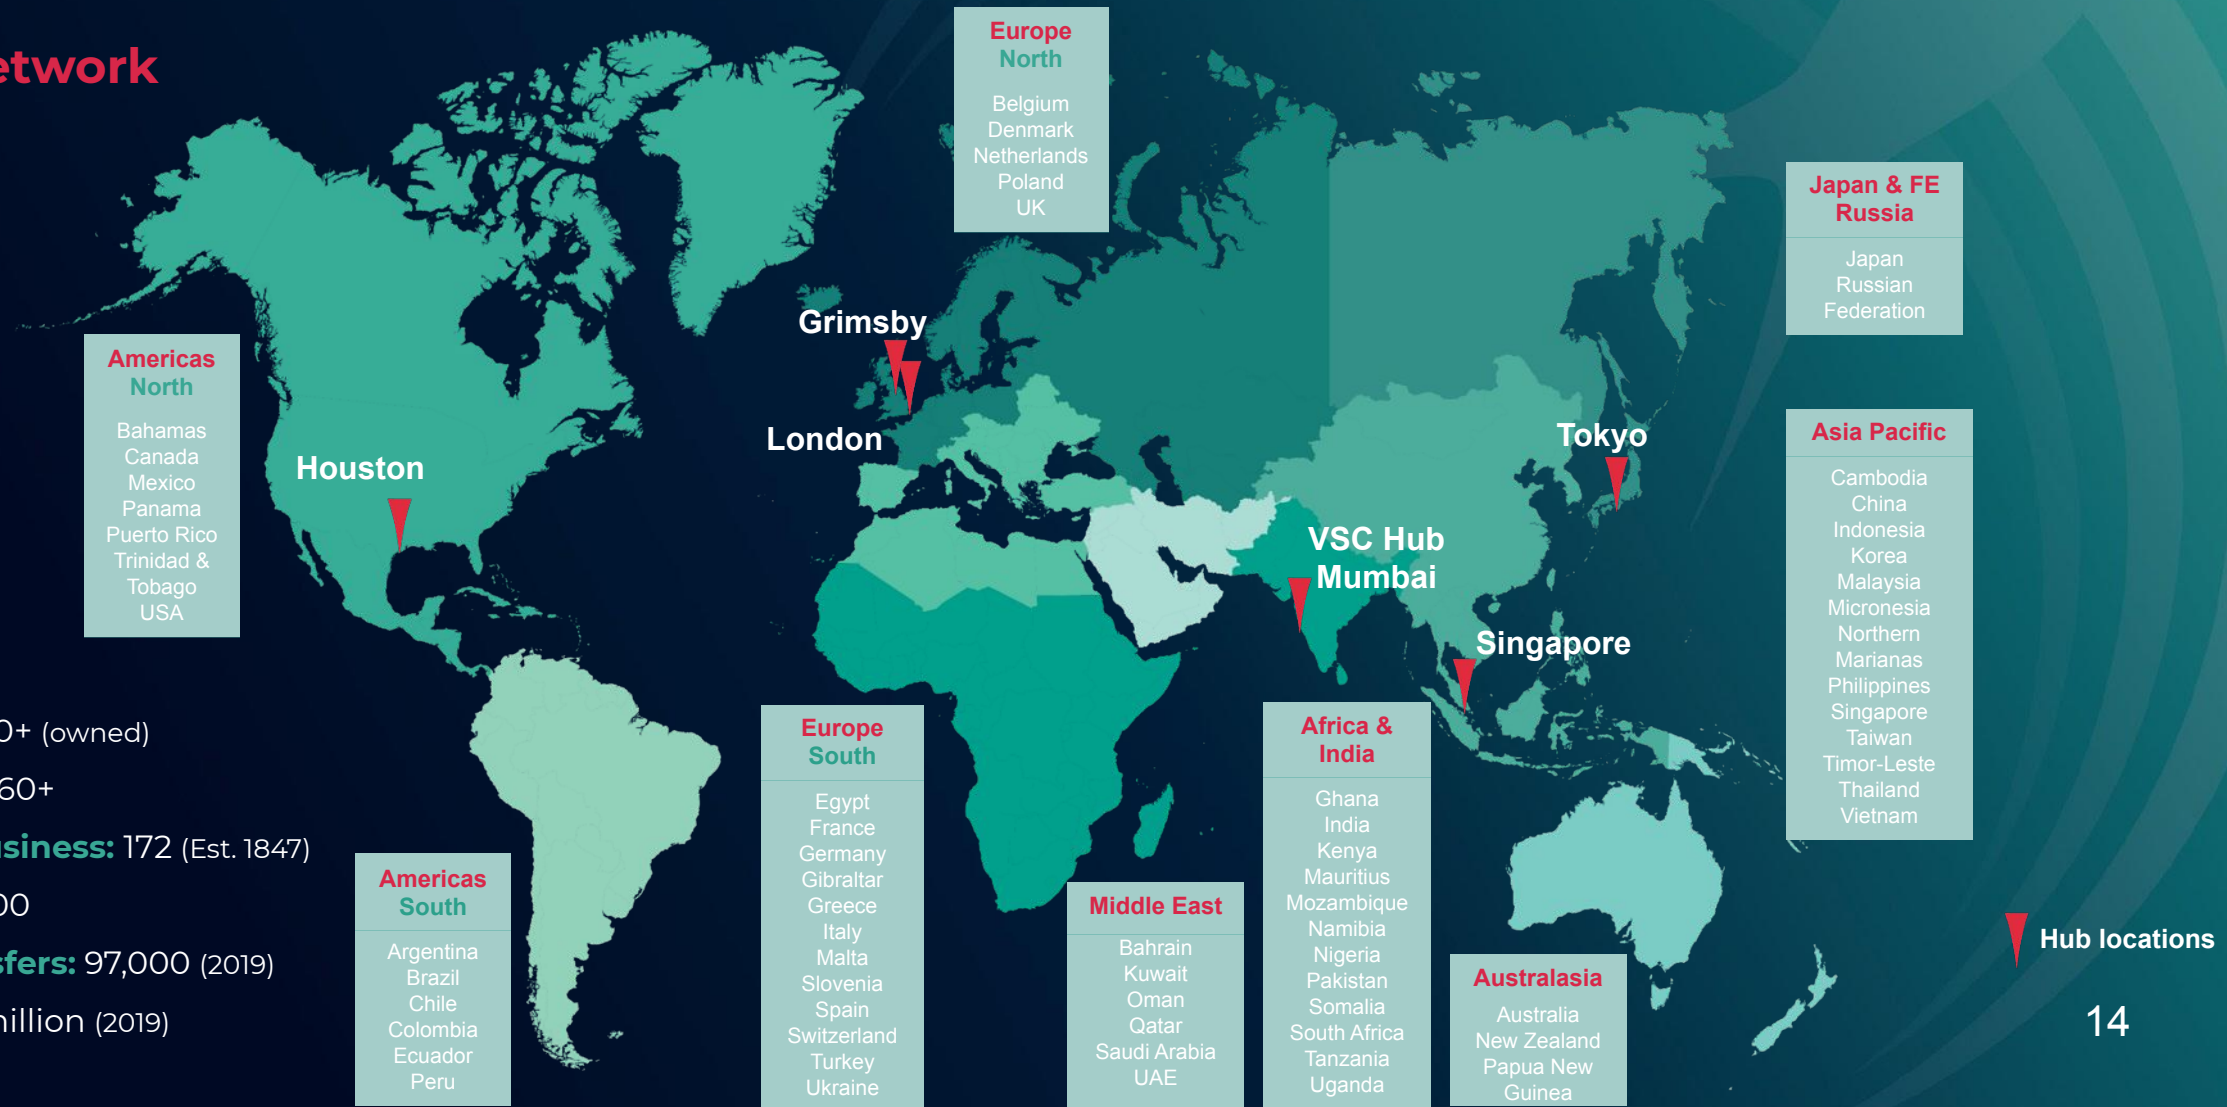 etwork
Europe
North
Belgium
Denmark
Netherlands
Poland
UK
Japan & FE
Russia
Japan
Russian
Federation
Grimsby
London
Houston
Tokyo
VSC Hub
Mumbai
Singapore
Americas
North
Bahamas
Canada
Mexico
Panama
Puerto Rico
Trinidad &
Tobago
USA
Asia Pacific
Cambodia
China
Indonesia
Korea
Malaysia
Micronesia
Northern
Marianas
Philippines
Singapore
Taiwan
Timor-Leste
Thailand
Vietnam
0+ (owned)
60+
usiness: 172 (Est. 1847)
00
sfers: 97,000 (2019)
nillion (2019)
Americas
South
Argentina
Brazil
Chile
Colombia
Ecuador
Peru
Europe
South
Egypt
France
Germany
Gibraltar
Greece
Italy
Malta
Slovenia
Spain
Switzerland
Turkey
Ukraine
Middle East
Bahrain
Kuwait
Oman
Qatar
Saudi Arabia
UAE
Africa &
India
Ghana
India
Kenya
Mauritius
Mozambique
Namibia
Nigeria
Pakistan
Somalia
South Africa
Tanzania
Uganda
Australasia
Australia
New Zealand
Papua New
Guinea
Hub locations
14